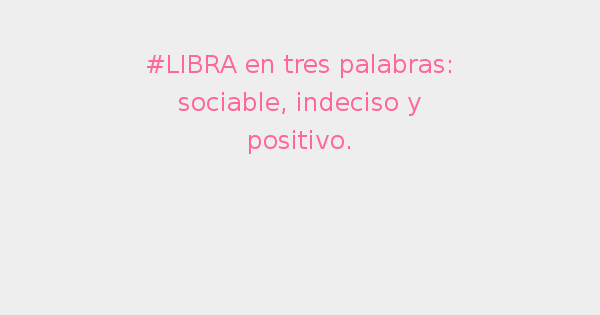 #LIBRA en tres palabras:
sociable, indeciso y
positivo.